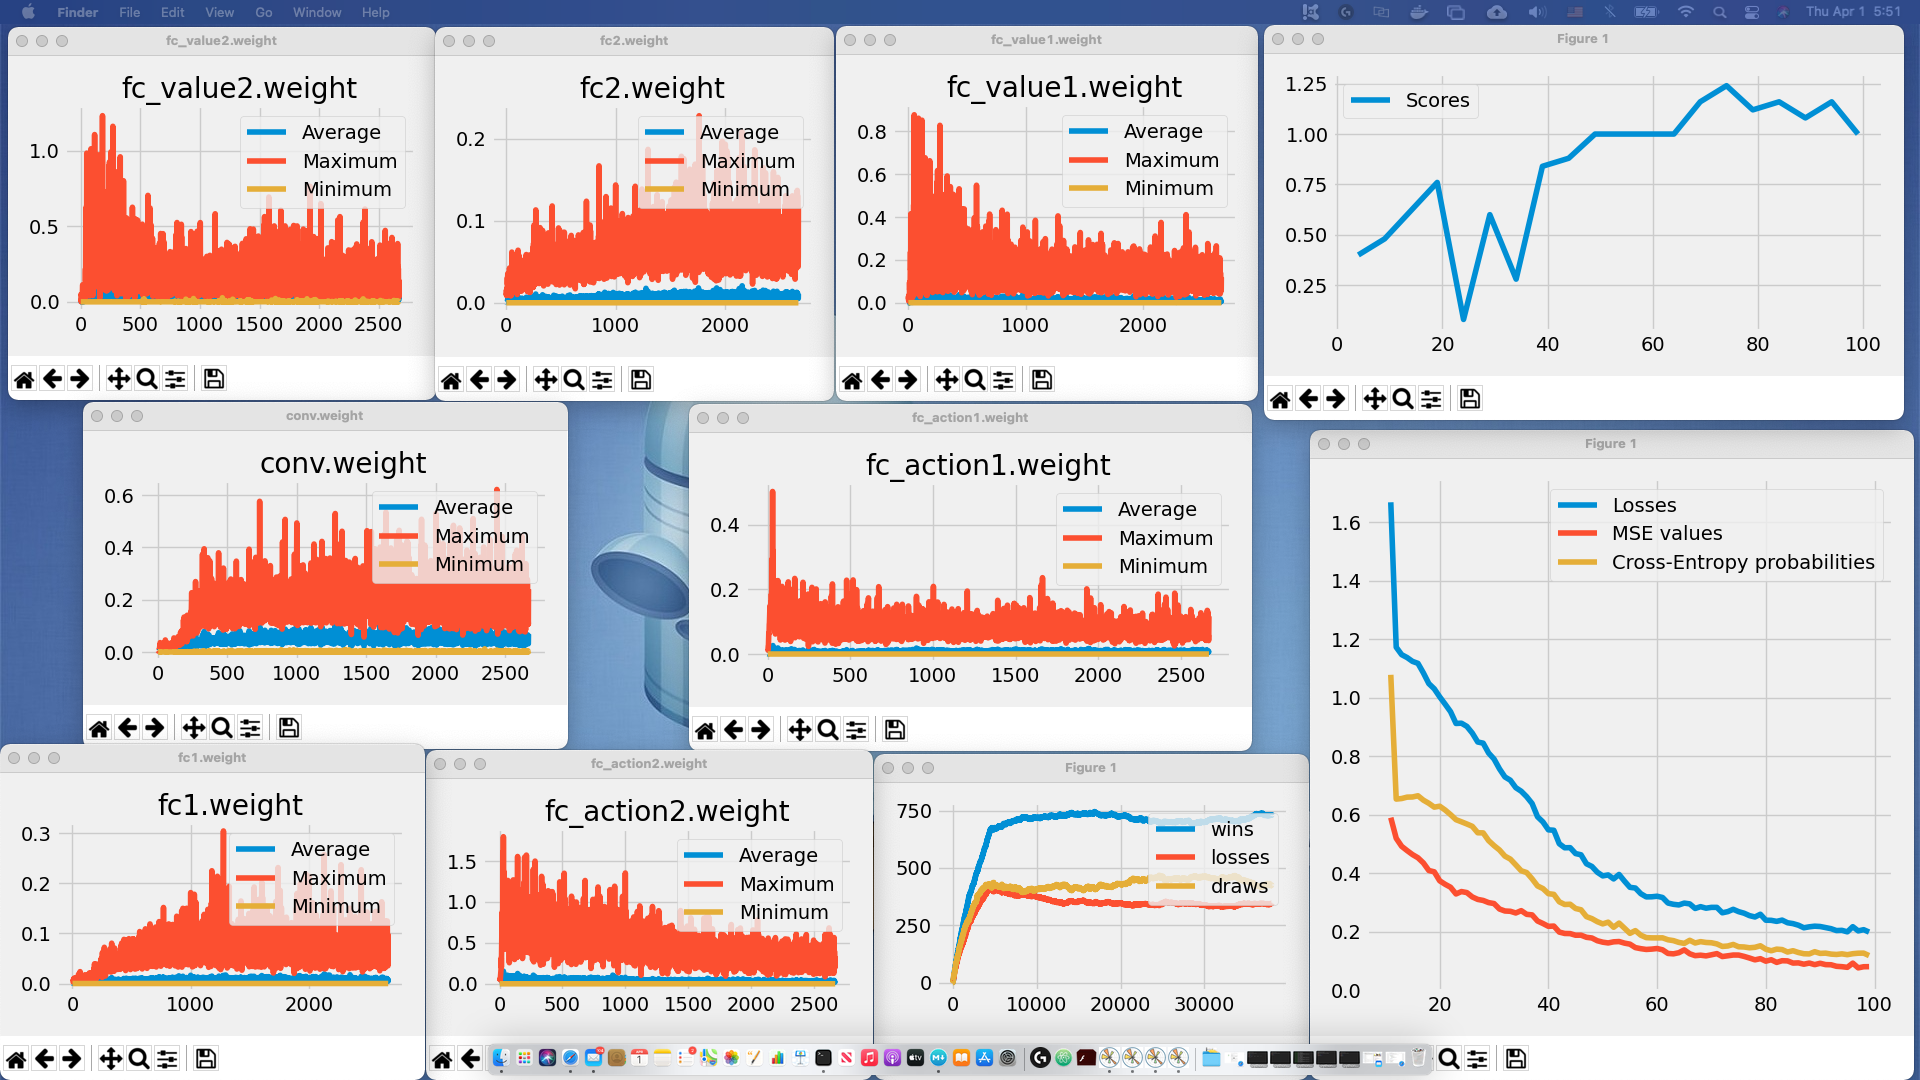 Finder File Edit View Go Window Help Thu Apr 1 5:51
fc_value2.weight
fc_value2.weight
Average
Maximum
Minimum
1.0
0.5
0.0
0 500 1000 1500 2000 2500
fc2.weight
fc2.weight
Average
Maximum
Minimum
0.2
0.1
0.0
0 1000 2000
fc_value1.weight
fc_value1.weight
Average
Maximum
Minimum
0.8
0.6
0.4
0.2
0.0
0 1000 2000
Figure 1
Scores
1.25
1.00
0.75
0.50
0.25
0 20 40 60 80 100
conv.weight
conv.weight
Average
Maximum
Minimum
0.6
0.4
0.2
0.0
0 500 1000 1500 2000 2500
fc_action1.weight
fc_action1.weight
Average
Maximum
Minimum
0.4
0.2
0.0
0 500 1000 1500 2000 2500
Figure 1
Losses
MSE values
Cross-Entropy probabilities
1.6
1.4
1.2
1.0
0.8
0.6
0.4
0.2
0.0
20 40 60 80 100
fc1.weight
fc1.weight
Average
Maximum
Minimum
0.3
0.2
0.1
0.0
0 1000 2000
fc_action2.weight
fc_action2.weight
Average
Maximum
Minimum
1.5
1.0
0.5
0.0
0 500 1000 1500 2000 2500
Figure 1
wins
losses
draws
750
500
250
0
0 10000 20000 30000